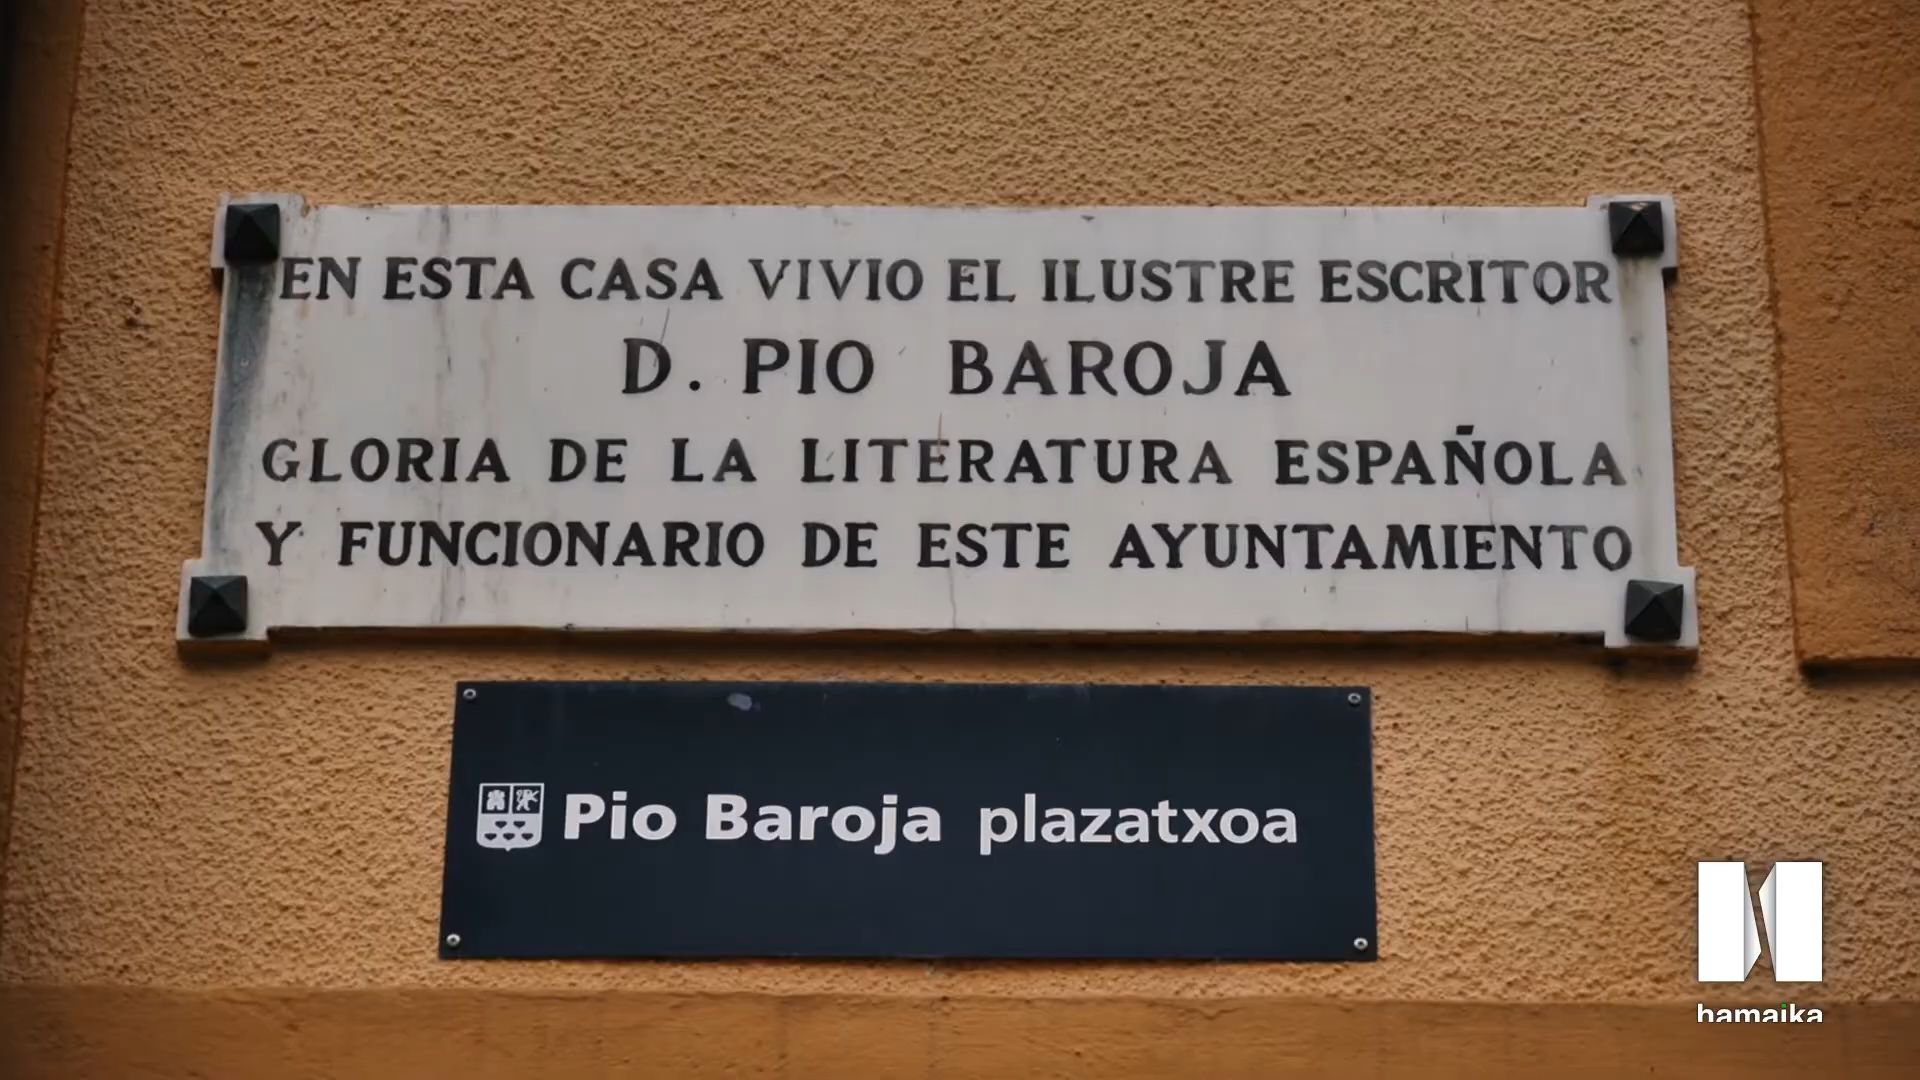 EN ESTA CASA VIVIO EL ILUSTRE ESCRITOR
D. PIO BAROJA
GLORIA DE LA LITERATURA ESPAÑOLA
Y FUNCIONARIO DE ESTE AYUNTAMIENTO
Pio Baroja plazatxoa
hamaika